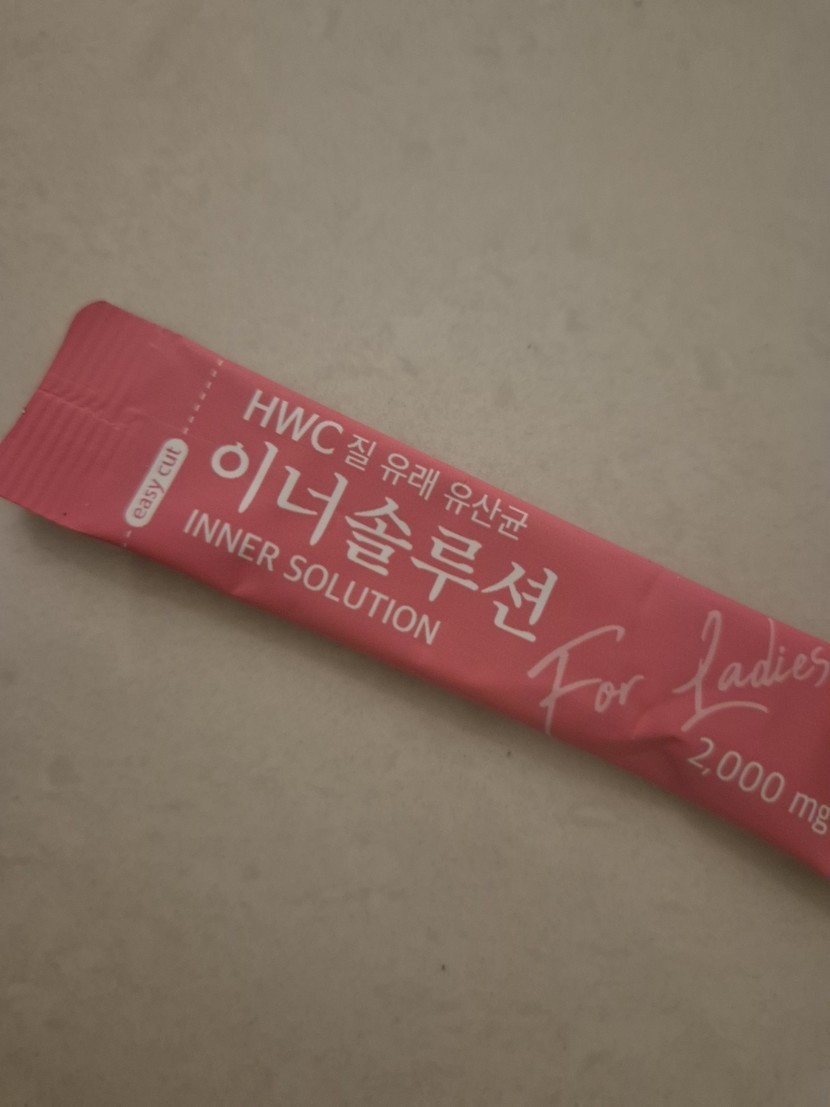 easy cut
HWC 질 유래 유산균
이너솔루션
INNER SOLUTION
For Ladies
2,000 mg